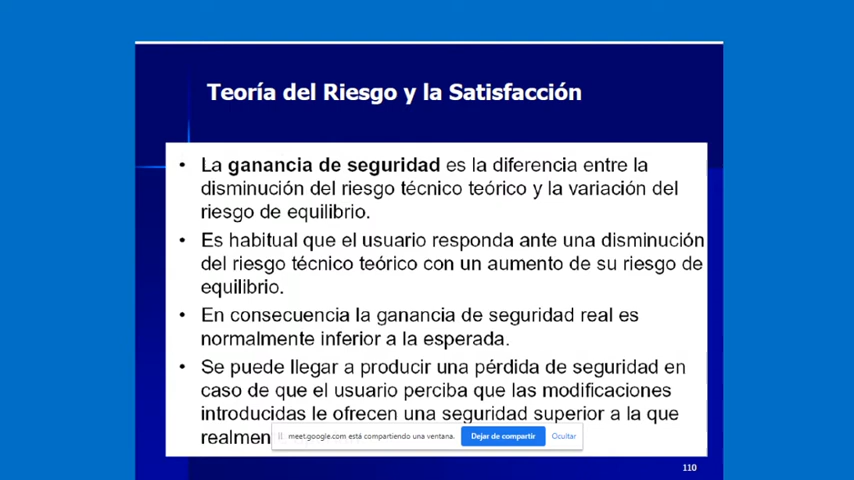 Teoría del Riesgo y la Satisfacción
• La ganancia de seguridad es la diferencia entre la
disminución del riesgo técnico teórico y la variación del
riesgo de equilibrio.
• Es habitual que el usuario responda ante una disminución
del riesgo técnico teórico con un aumento de su riesgo de
equilibrio.
• En consecuencia la ganancia de seguridad real es
normalmente inferior a la esperada.
• Se puede llegar a producir una pérdida de seguridad en
caso de que el usuario perciba que las modificaciones
introducidas le ofrecen una seguridad superior a la que
meet.google.com está compartiendo una ventana. Dejar de compartir Ocultar
110